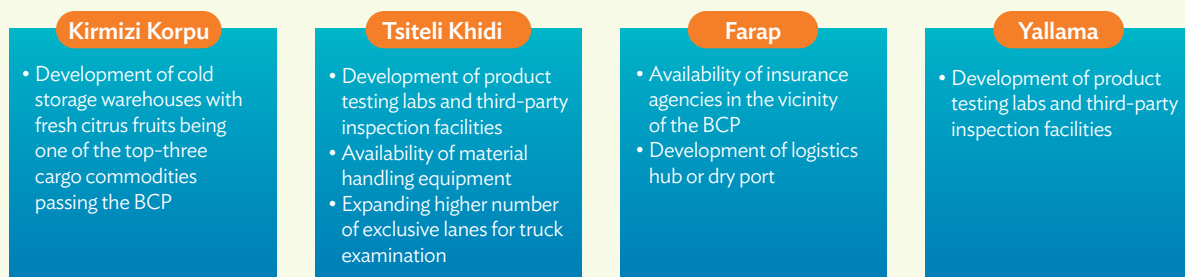 Kirmizi Korpu
• Development of cold
storage warehouses with
fresh citrus fruits being
one of the top-three
cargo commodities
passing the BCP
Tsiteli Khidi
• Development of product
testing labs and third-party
inspection facilities
• Availability of material
handling equipment
• Expanding higher number
of exclusive lanes for truck
examination
Farap
• Availability of insurance
agencies in the vicinity
of the BCP
• Development of logistics
hub or dry port
Yallama
• Development of product
testing labs and third-party
inspection facilities